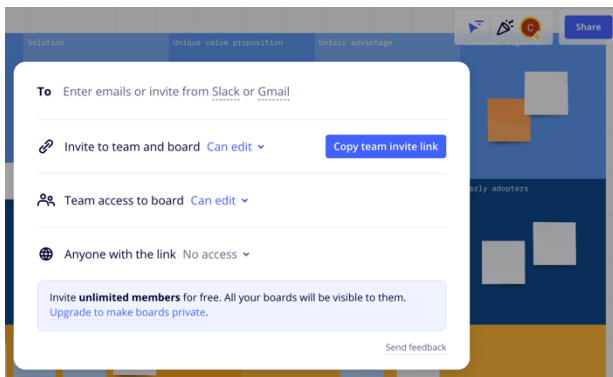 C
Share
Solution
Unique value proposition
Unfair advantage
To Enter emails or invite from Slack or Gmail
Invite to team and board Can edit
Copy team invite link
Team access to board Can edit
Anyone with the link No access
Invite unlimited members for free. All your boards will be visible to them.
Upgrade to make boards private.
Send feedback
adopters